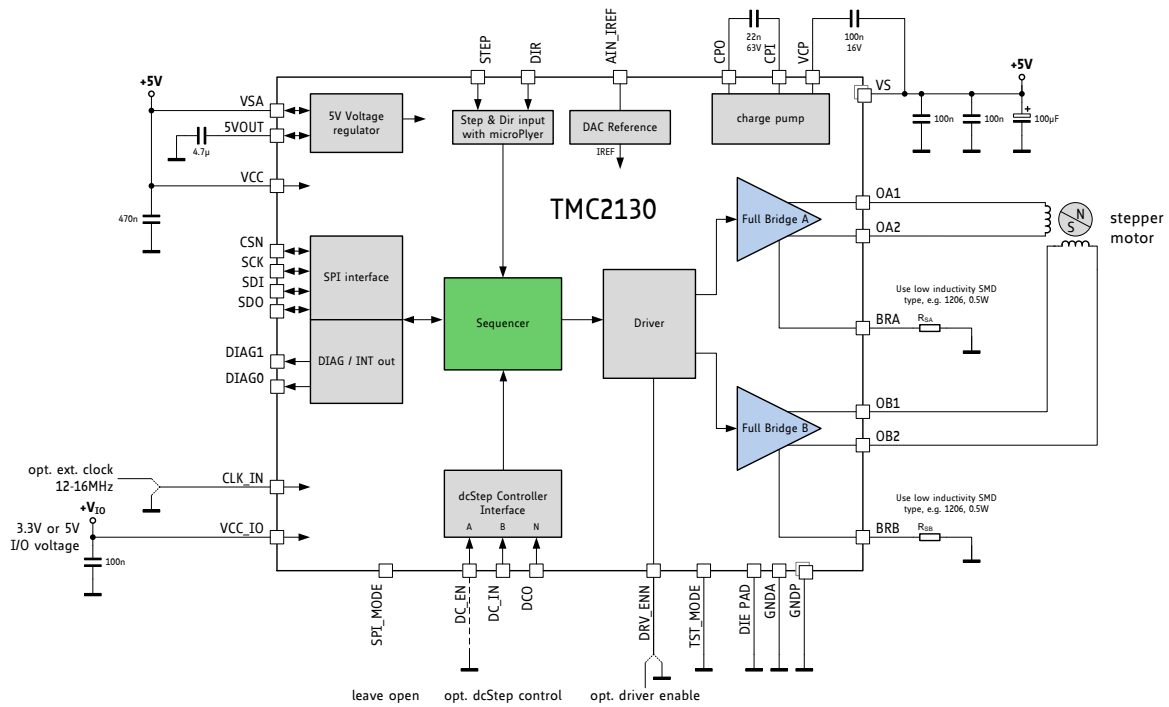 STEP
DIR
AIN_IREF
CPO
22n
63V
CPI
VCP
100n
16V
+5V
VSA
5VOUT
4.7µ
VCC
470n
5V Voltage
regulator
Step & Dir input
with microPlyer
DAC Reference
IREF
charge pump
VS
+5V
100n
100n
+
100µF
TMC2130
Full Bridge A
OA1
OA2
N
S
stepper
motor
CSN
SCK
SDI
SDO
SPI interface
DIAG1
DIAG0
DIAG / INT out
Sequencer
Driver
Use low inductivity SMD
type, e.g. 1206, 0.5W
BRA
RSA
Full Bridge B
OB1
OB2
opt. ext. clock
12-16MHz
CLK_IN
+VIO
3.3V or 5V
I/O voltage
VCC_IO
100n
dcStep Controller
Interface
A B N
Use low inductivity SMD
type, e.g. 1206, 0.5W
BRB
RSB
SPI_MODE
DC_EN
DC_IN
DCO
DRV_ENN
TST_MODE
DIE PAD
GNDA
GNDP
leave open
opt. dcStep control
opt. driver enable